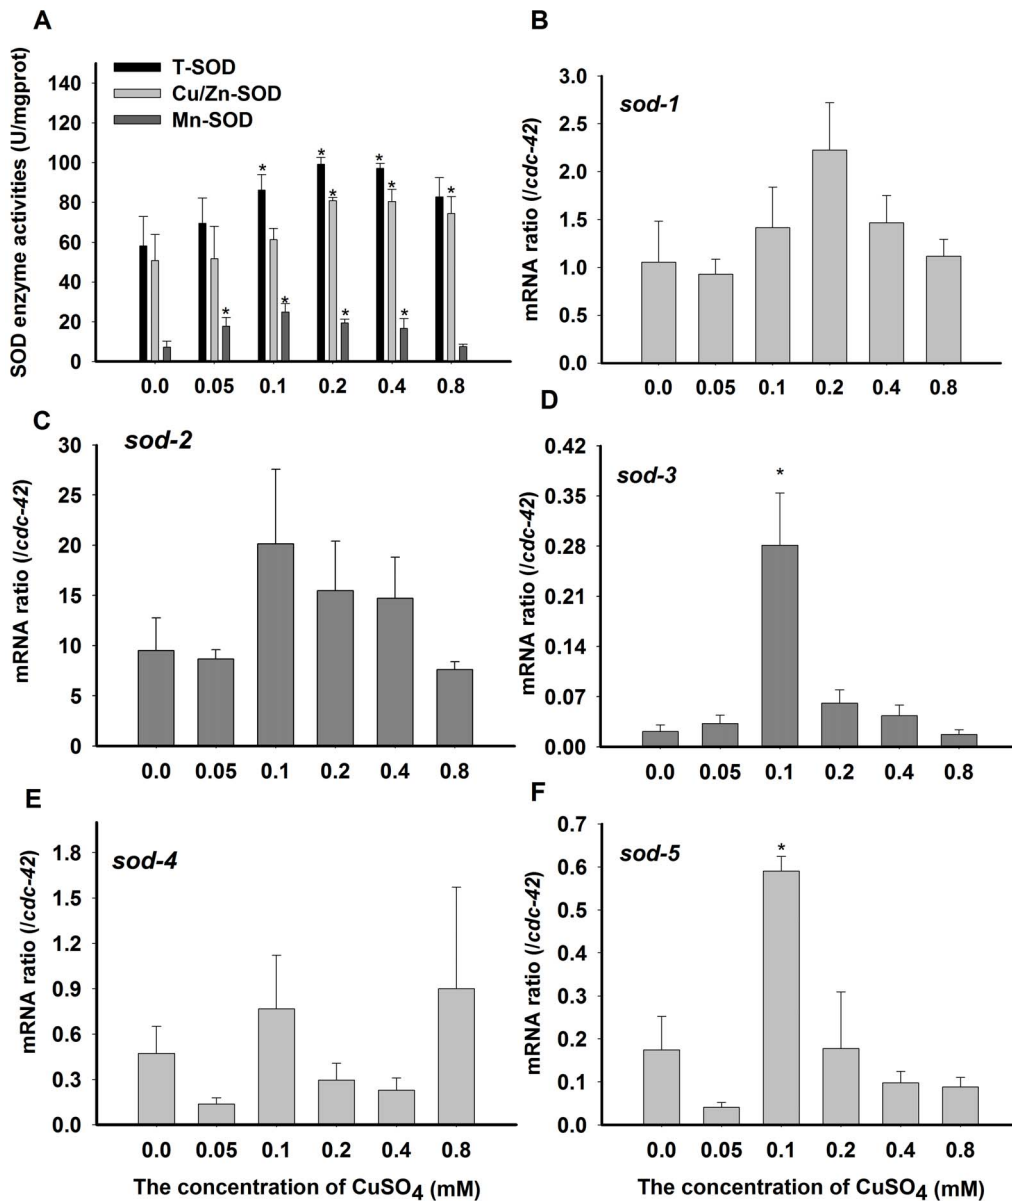 A
SOD enzyme activities (U/mgprot)
140
120
100
80
60
40
20
0
T-SOD
Cu/Zn-SOD
Mn-SOD
* * * * * * * * * *
0.0 0.05 0.1 0.2 0.4 0.8
B
mRNA ratio (/cdc-42)
sod-1
3.0
2.5
2.0
1.5
1.0
0.5
0.0
0.0 0.05 0.1 0.2 0.4 0.8
C
mRNA ratio (/cdc-42)
sod-2
30
25
20
15
10
5
0
0.0 0.05 0.1 0.2 0.4 0.8
D
mRNA ratio (/cdc-42)
sod-3
0.42
0.35
0.28
0.21
0.14
0.07
0.00
*
0.0 0.05 0.1 0.2 0.4 0.8
E
mRNA ratio (/cdc-42)
sod-4
1.8
1.5
1.2
0.9
0.6
0.3
0.0
0.0 0.05 0.1 0.2 0.4 0.8
The concentration of CuSO₄ (mM)
F
mRNA ratio (/cdc-42)
sod-5
0.7
0.6
0.5
0.4
0.3
0.2
0.1
0.0
*
0.0 0.05 0.1 0.2 0.4 0.8
The concentration of CuSO₄ (mM)